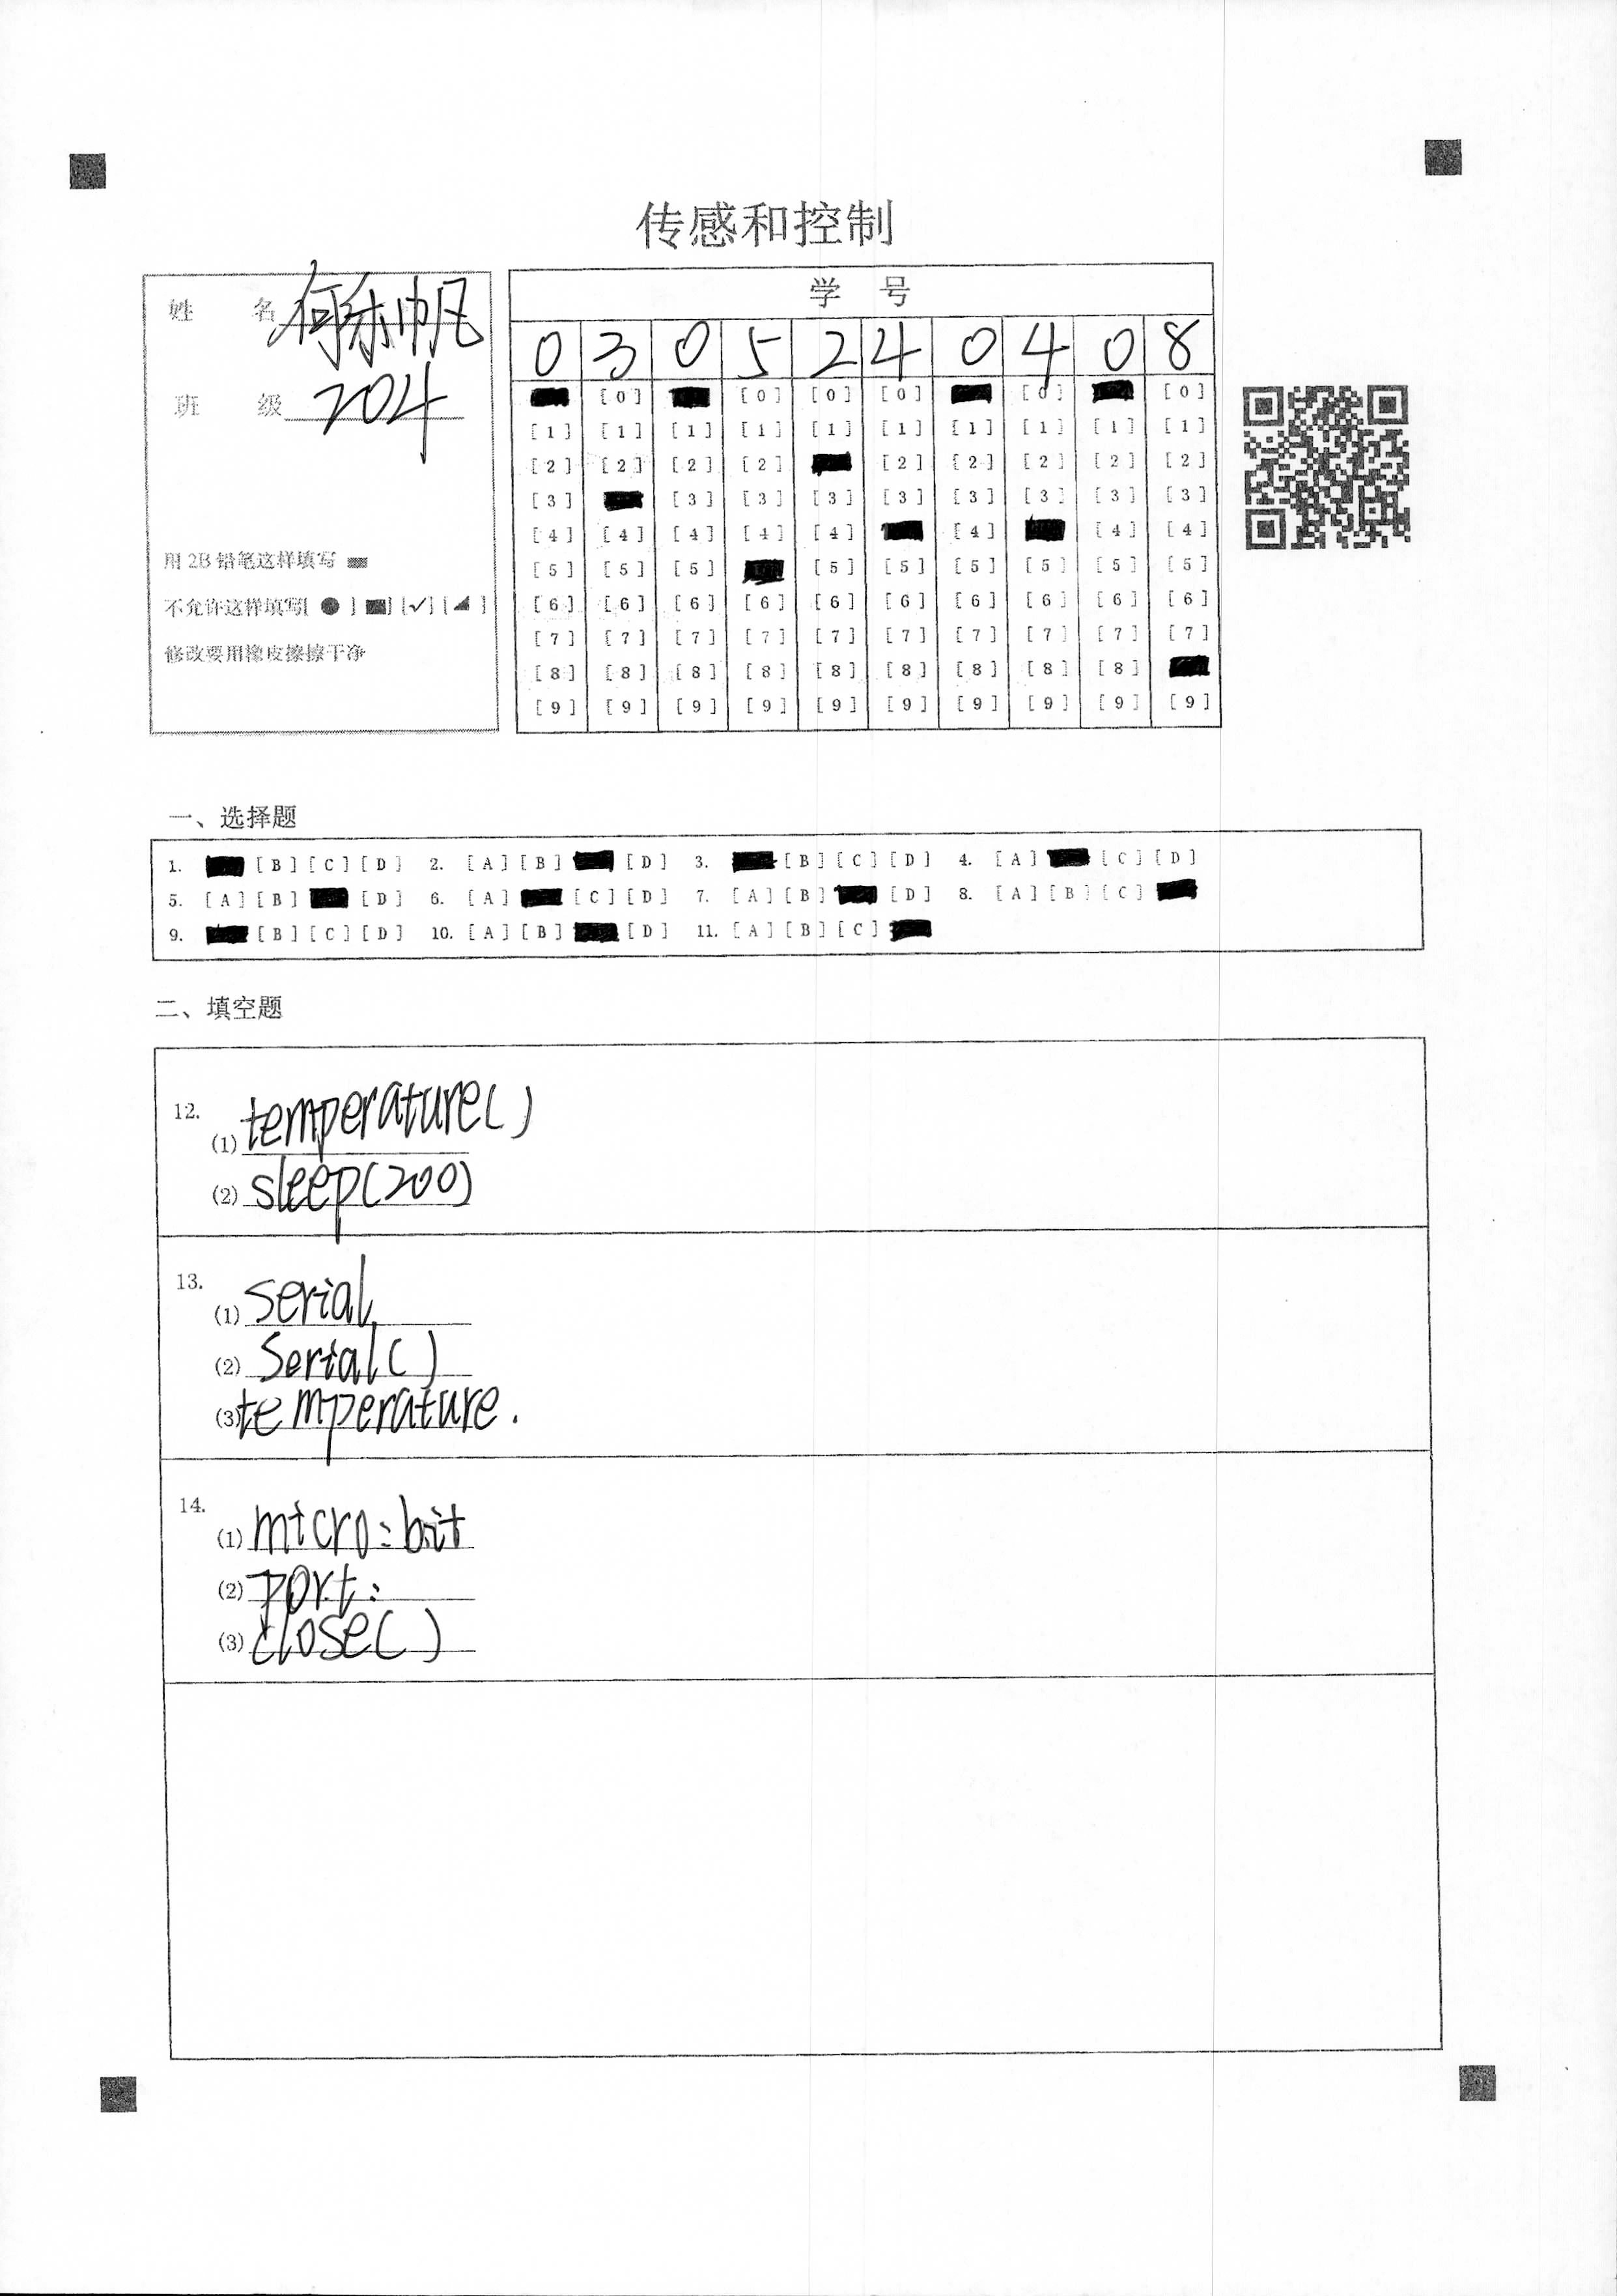 传感和控制
姓 名 何乐帆
班 级 204
用 2B 铅笔这样填写
不允许这样填写[ ● ] [■] [✓] [◢ ]
修改要用橡皮擦擦干净
学 号
0 3 0 5 2 4 0 4 0 8
[0] [0] [0] [0] [0] [0]
[1] [1] [1] [1] [1] [1] [1] [1] [1] [1]
[2] [2] [2] [2] [2] [2] [2] [2] [2]
[3] [3] [3] [3] [3] [3] [3] [3] [3]
[4] [4] [4] [4] [4] [4] [4] [4]
[5] [5] [5] [5] [5] [5] [5] [5] [5]
[6] [6] [6] [6] [6] [6] [6] [6] [6] [6]
[7] [7] [7] [7] [7] [7] [7] [7] [7] [7]
[8] [8] [8] [8] [8] [8] [8] [8] [8]
[9] [9] [9] [9] [9] [9] [9] [9] [9] [9]
一、选择题
1. [B] [C] [D] 2. [A] [B] [D] 3. [B] [C] [D] 4. [A] [C] [D]
5. [A] [B] [D] 6. [A] [C] [D] 7. [A] [B] [D] 8. [A] [B] [C]
9. [B] [C] [D] 10. [A] [B] [D] 11. [A] [B] [C]
二、填空题
12.
(1) temperature()
(2) sleep(200)
13.
(1) serial
(2) Serial()
(3) temperature.
14.
(1) micro:bit
(2) port:
(3) close()